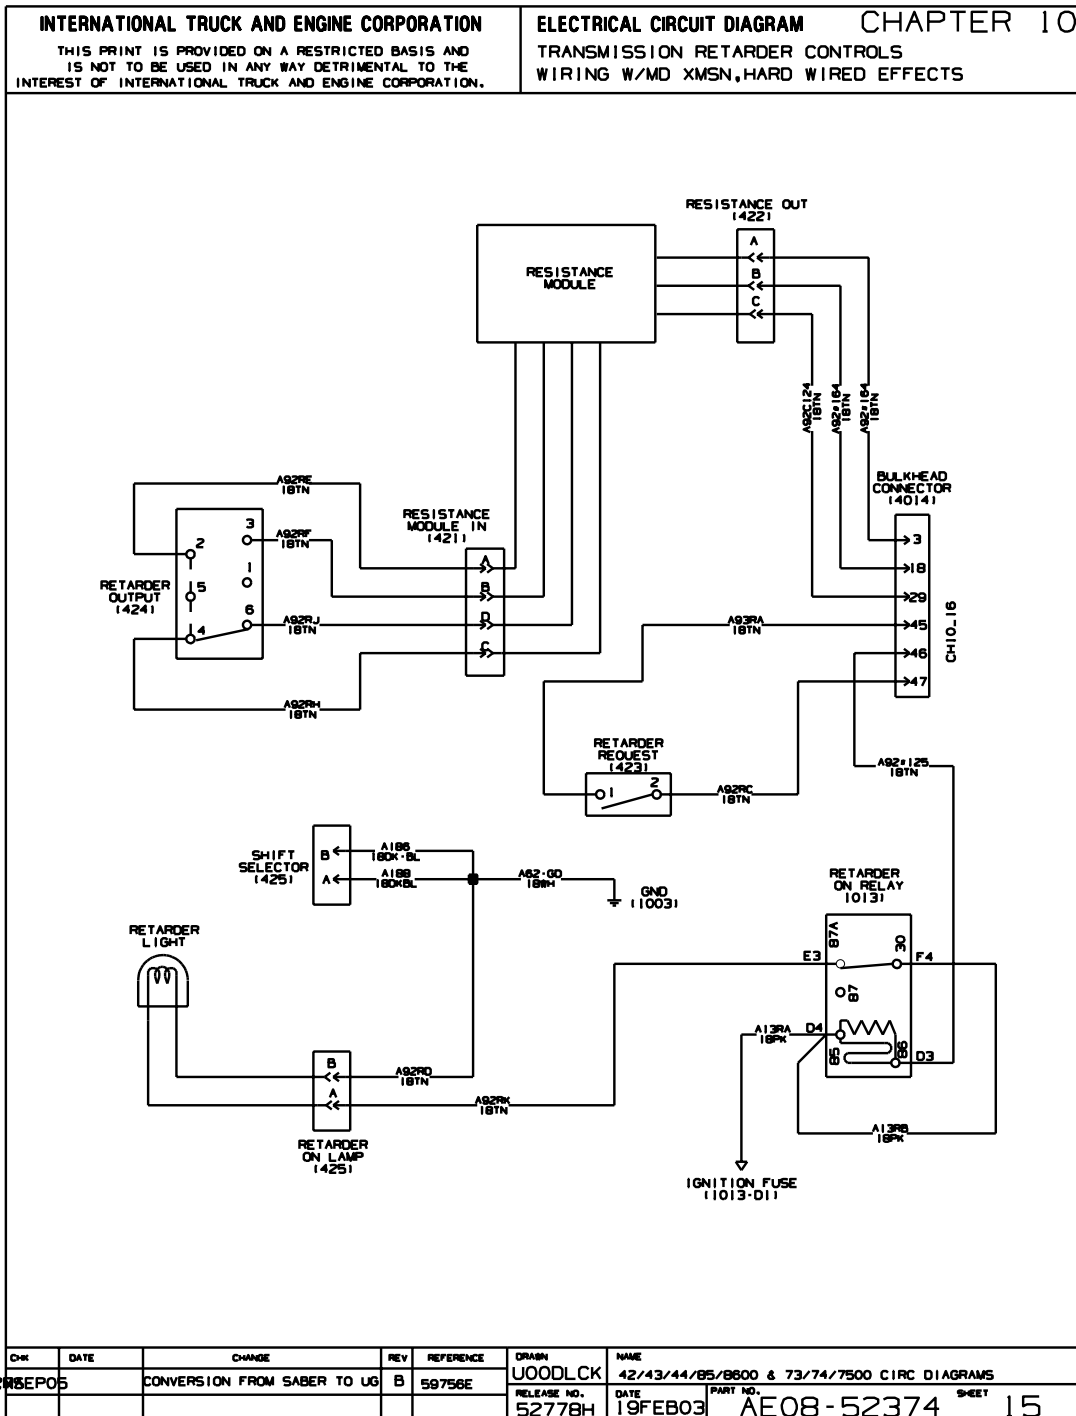 INTERNATIONAL TRUCK AND ENGINE CORPORATION
THIS PRINT IS PROVIDED ON A RESTRICTED BASIS AND
IS NOT TO BE USED IN ANY WAY DETRIMENTAL TO THE
INTEREST OF INTERNATIONAL TRUCK AND ENGINE CORPORATION.
ELECTRICAL CIRCUIT DIAGRAM CHAPTER 10
TRANSMISSION RETARDER CONTROLS
WIRING W/MD XMSN,HARD WIRED EFFECTS
RESISTANCE OUT
(422)
A
B
C
RESISTANCE
MODULE
A92C124
18TN
A92*164
18TN
A92*164
18TN
BULKHEAD
CONNECTOR
(4014)
3
18
29
45
46
47
CH10_16
A92RE
18TN
RESISTANCE
MODULE IN
(421)
A
B
D
C
3
2
A92RF
18TN
1
5
RETARDER
OUTPUT
(424)
6
4
A92RJ
18TN
A92RH
18TN
A93RA
18TN
RETARDER
REQUEST
(423)
1
2
A92RC
18TN
A92*125
18TN
SHIFT
SELECTOR
(425)
B
A
A186
18DK-BL
A188
18DKBL
A62-GD
18WH
GND
(1003)
RETARDER
ON RELAY
(1013)
87A
30
E3
F4
87
A13RA
18PK
D4
85
86
D3
A13RB
18PK
IGNITION FUSE
(1013-D1)
RETARDER
LIGHT
B
A
A92RD
18TN
A92RK
18TN
RETARDER
ON LAMP
(425)
CHK DATE CHANGE REV REFERENCE
CONVERSION FROM SABER TO UG B 59756E
DRAWN
UOODLCK
NAME
42/43/44/85/8600 & 73/74/7500 CIRC DIAGRAMS
RELEASE NO.
52778H
DATE
19FEB03
PART NO.
AE08-52374
SHEET
15